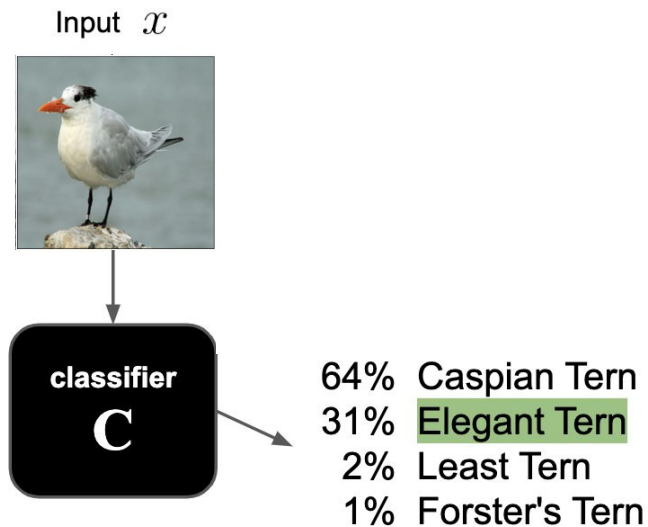 Input x
classifier
C
64% Caspian Tern
31% Elegant Tern
2% Least Tern
1% Forster's Tern